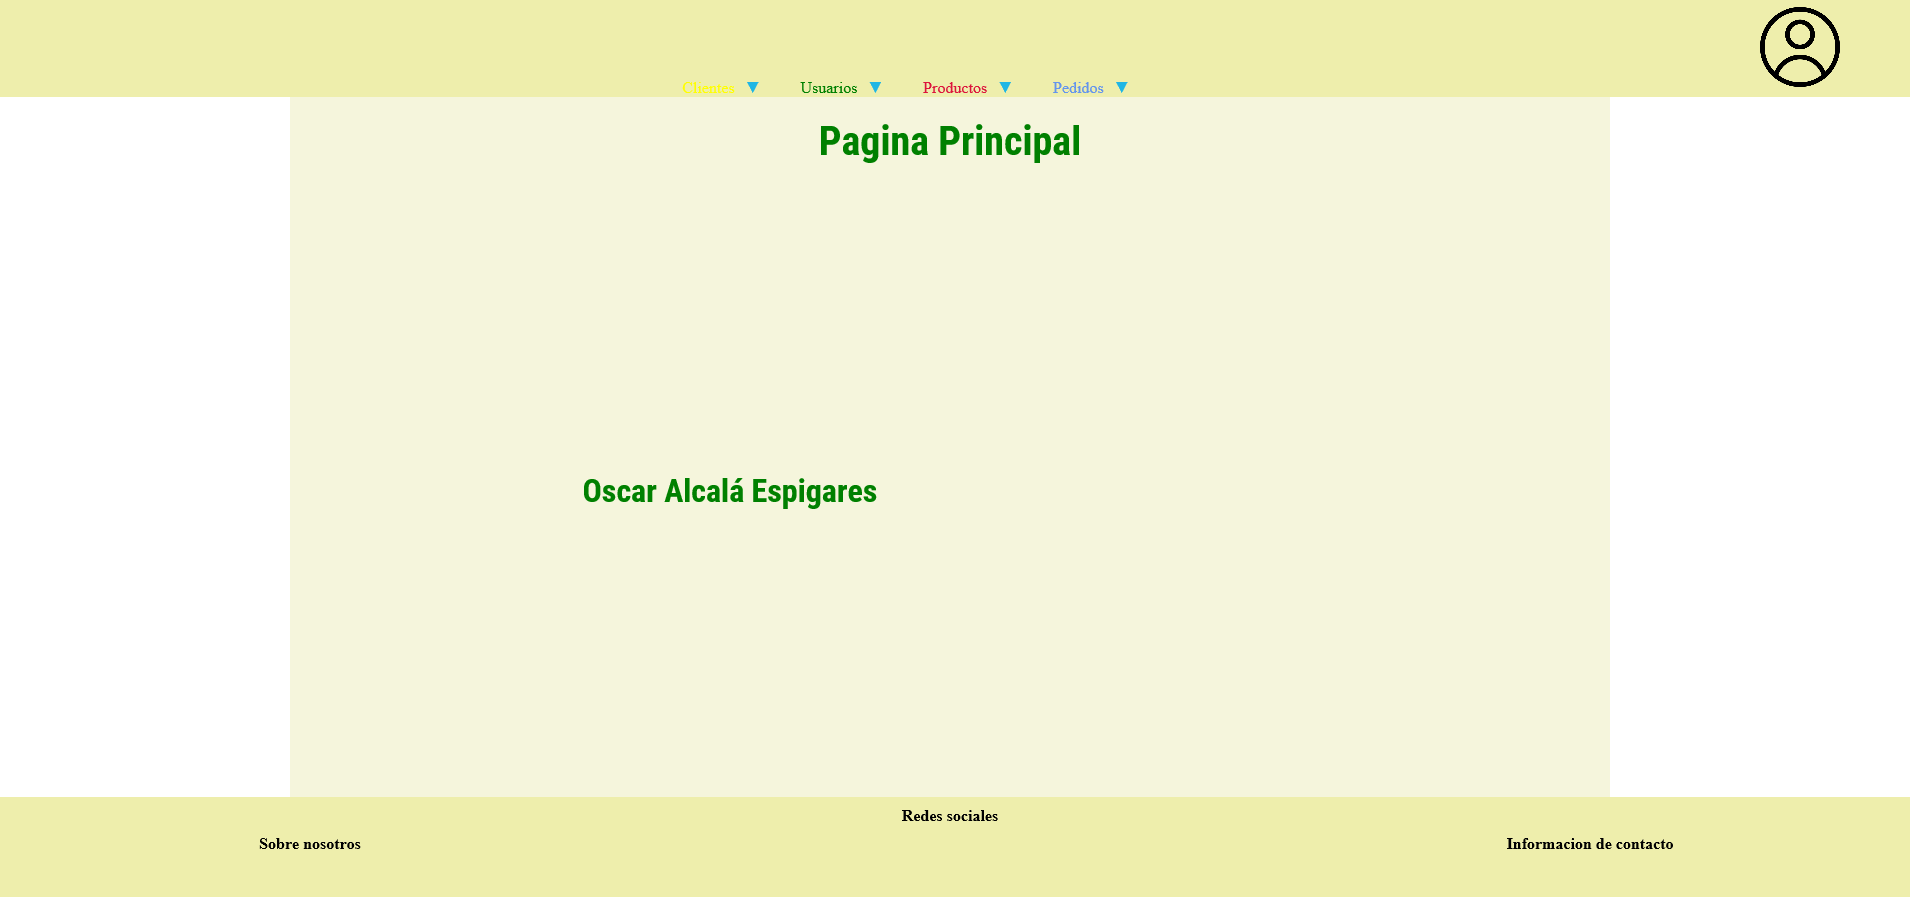 Clientes ▼ Usuarios ▼ Productos ▼ Pedidos ▼
Pagina Principal
Oscar Alcalá Espigares
Redes sociales
Sobre nosotros
Informacion de contacto